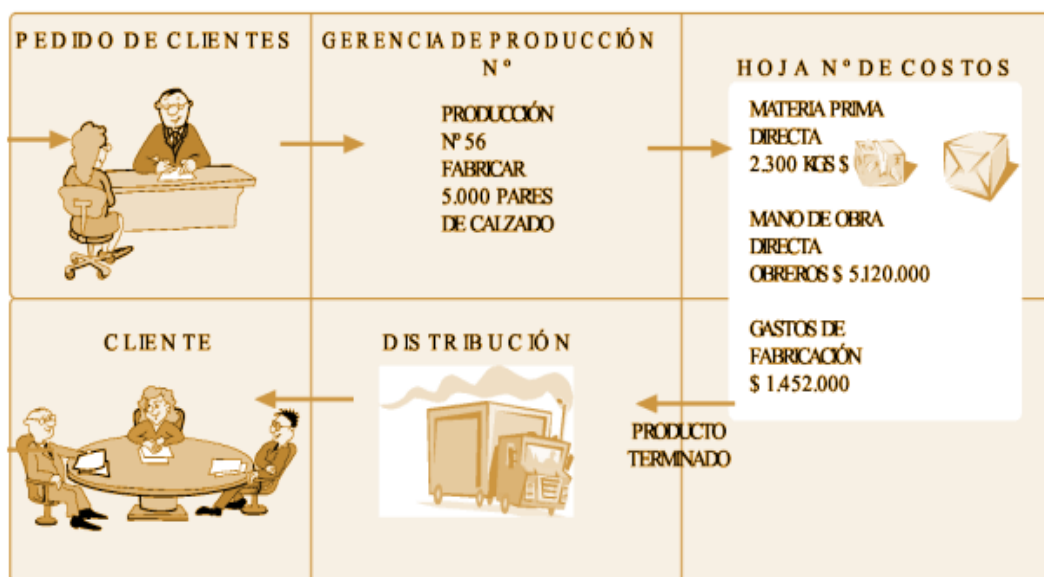 PEDIDO DE CLIENTES
GERENCIA DE PRODUCCIÓN
Nº
PRODUCCIÓN
Nº 56
FABRICAR
5.000 PARES
DE CALZADO
HOJA Nº DE COSTOS
MATERIA PRIMA
DIRECTA
2.300 KGS $
MANO DE OBRA
DIRECTA
OBREROS $ 5.120.000
GASTOS DE
FABRICACIÓN
$ 1.452.000
CLIENTE
DISTRIBUCIÓN
PRODUCTO
TERMINADO